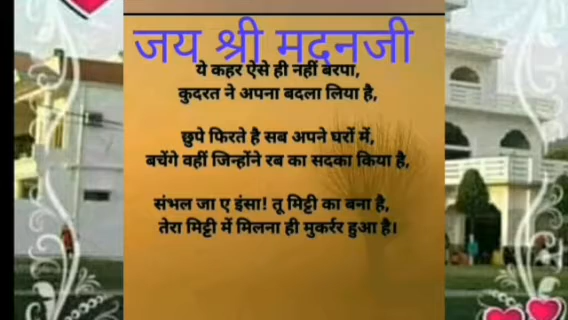 जय श्री मदनजी
ये कहर ऐसे ही नहीं बरपा,
कुदरत ने अपना बदला लिया है,
छुपे फिरते है सब अपने घरों में,
बचेंगे वहीं जिन्होंने रब का सदका किया है,
संभल जा ए इंसा! तू मिट्टी का बना है,
तेरा मिट्टी में मिलना ही मुकर्रर हुआ है।